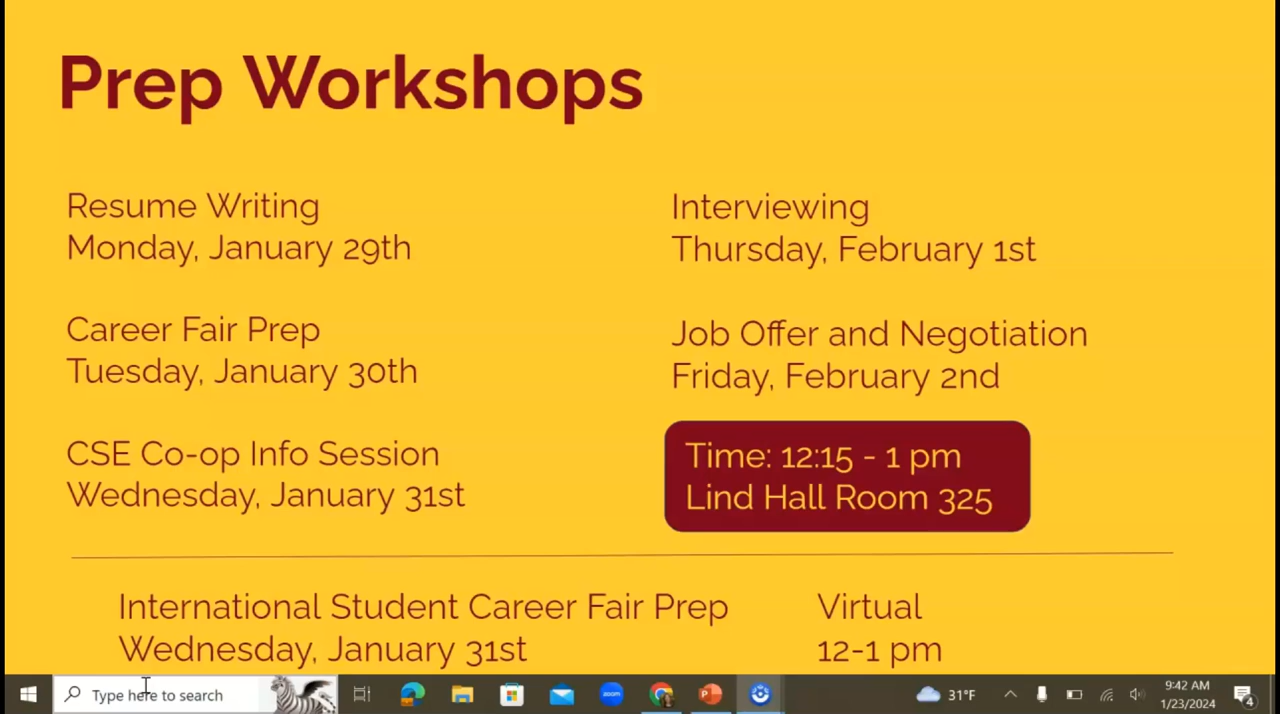 Prep Workshops
Resume Writing
Monday, January 29th
Career Fair Prep
Tuesday, January 30th
CSE Co-op Info Session
Wednesday, January 31st
Interviewing
Thursday, February 1st
Job Offer and Negotiation
Friday, February 2nd
Time: 12:15 - 1 pm
Lind Hall Room 325
International Student Career Fair Prep
Wednesday, January 31st
Virtual
12-1 pm
Type here to search
zoom
31°F
9:42 AM
1/23/2024
4